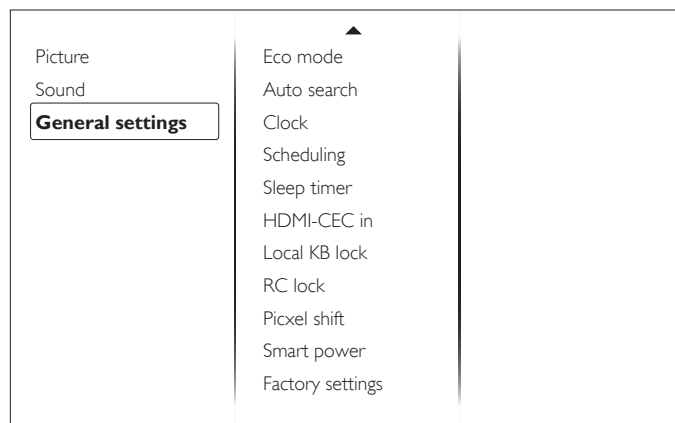 Picture
Sound
General settings
Eco mode
Auto search
Clock
Scheduling
Sleep timer
HDMI-CEC in
Local KB lock
RC lock
Picxel shift
Smart power
Factory settings